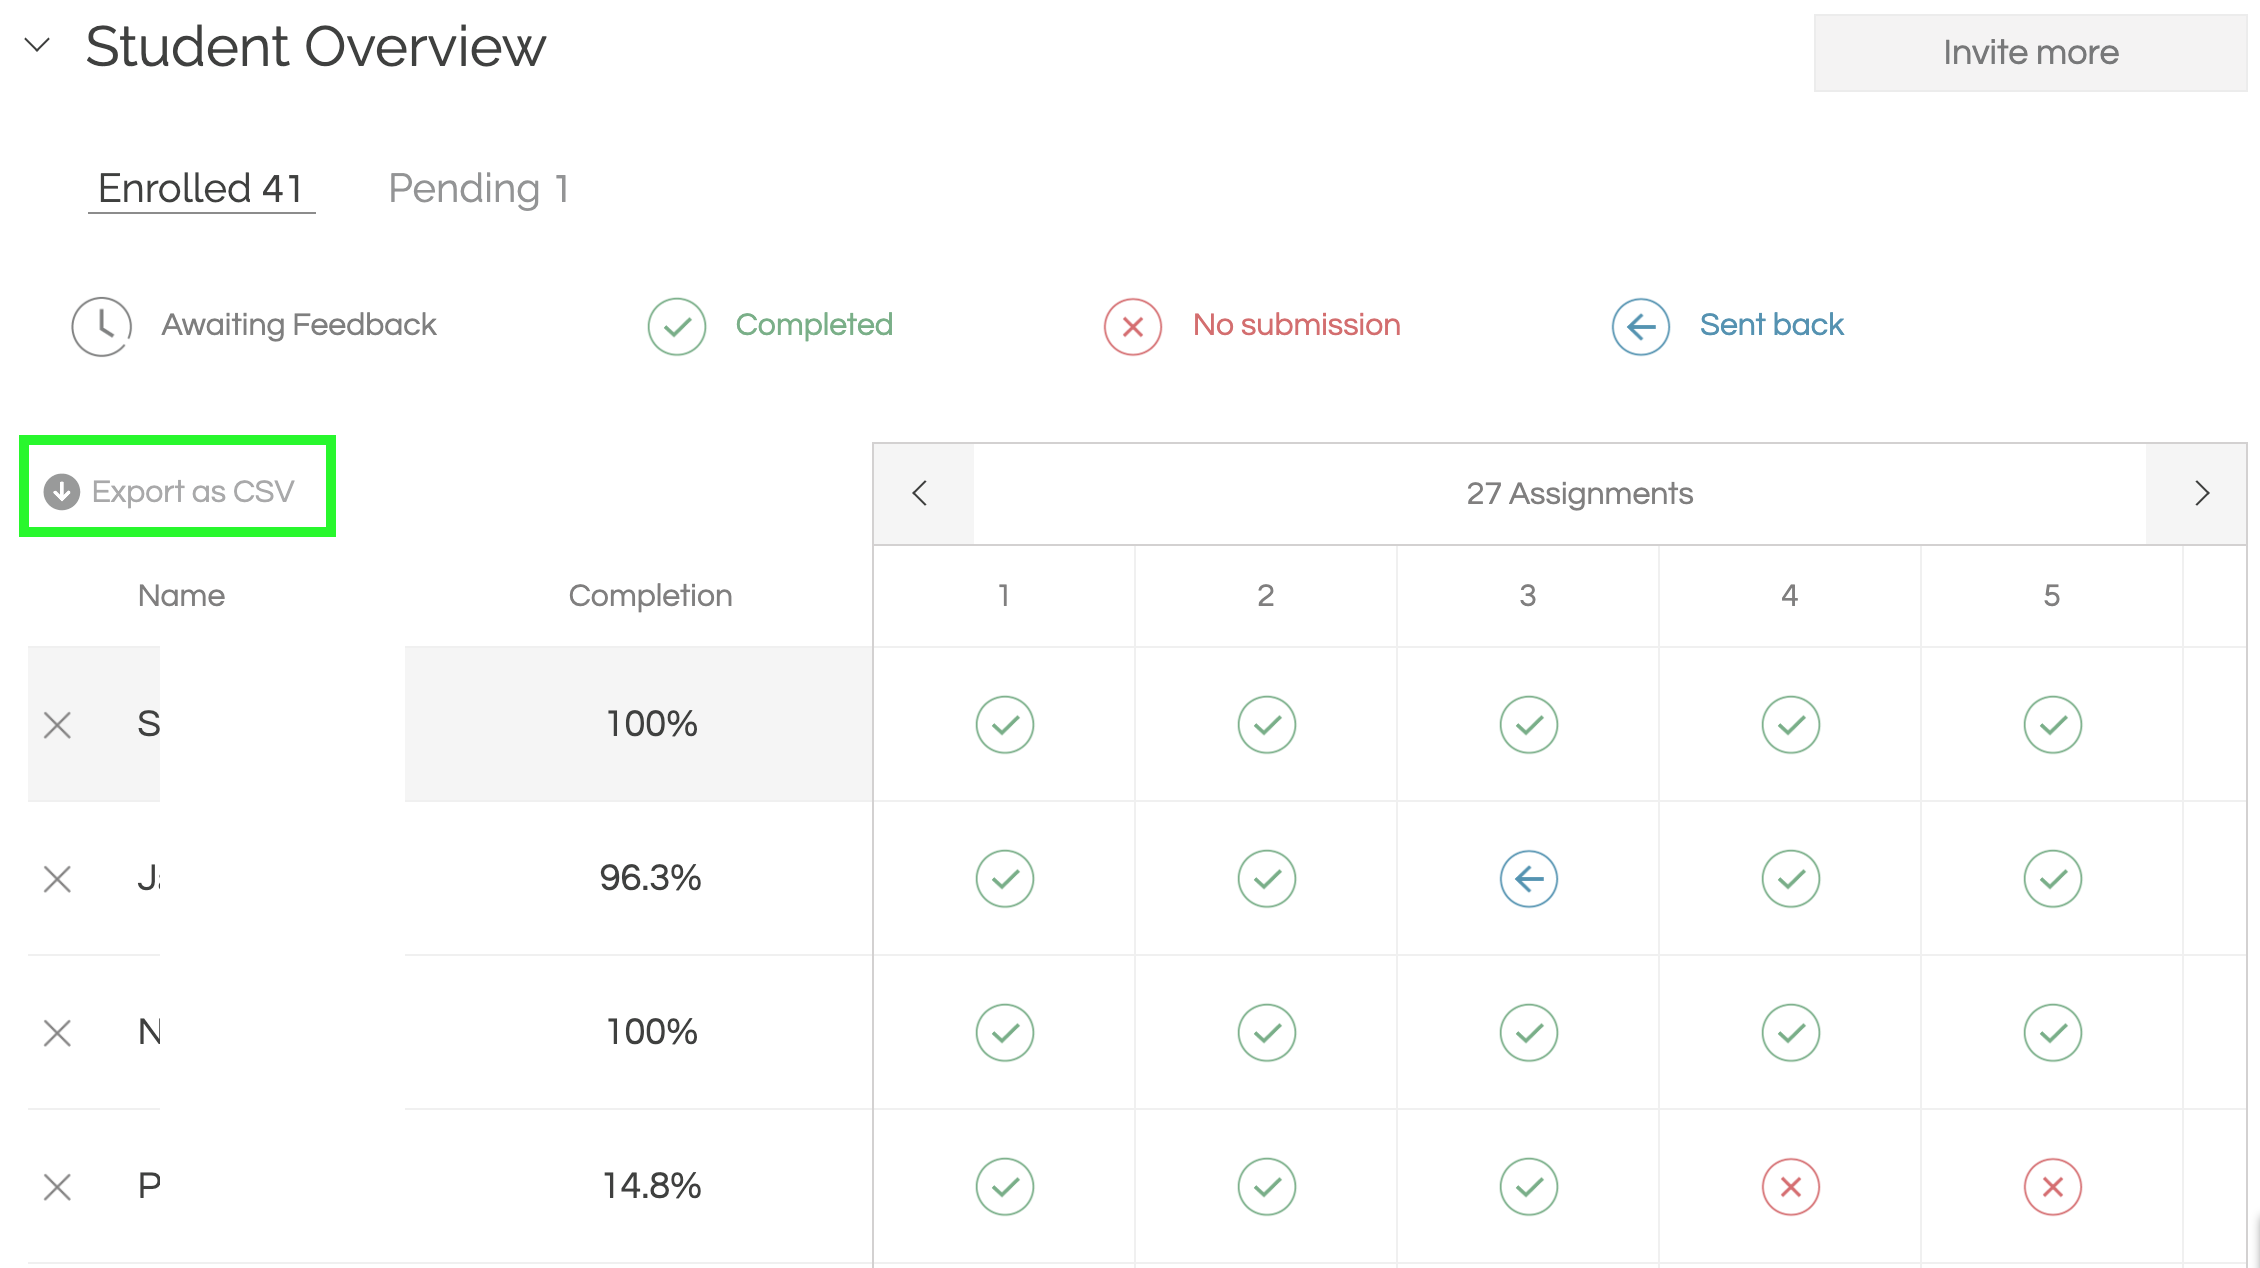 Student Overview
Invite more
Enrolled 41
Pending 1
Awaiting Feedback
Completed
No submission
Sent back
Export as CSV
27 Assignments
Name
Completion
1
2
3
4
5
S
100%
J
96.3%
N
100%
P
14.8%